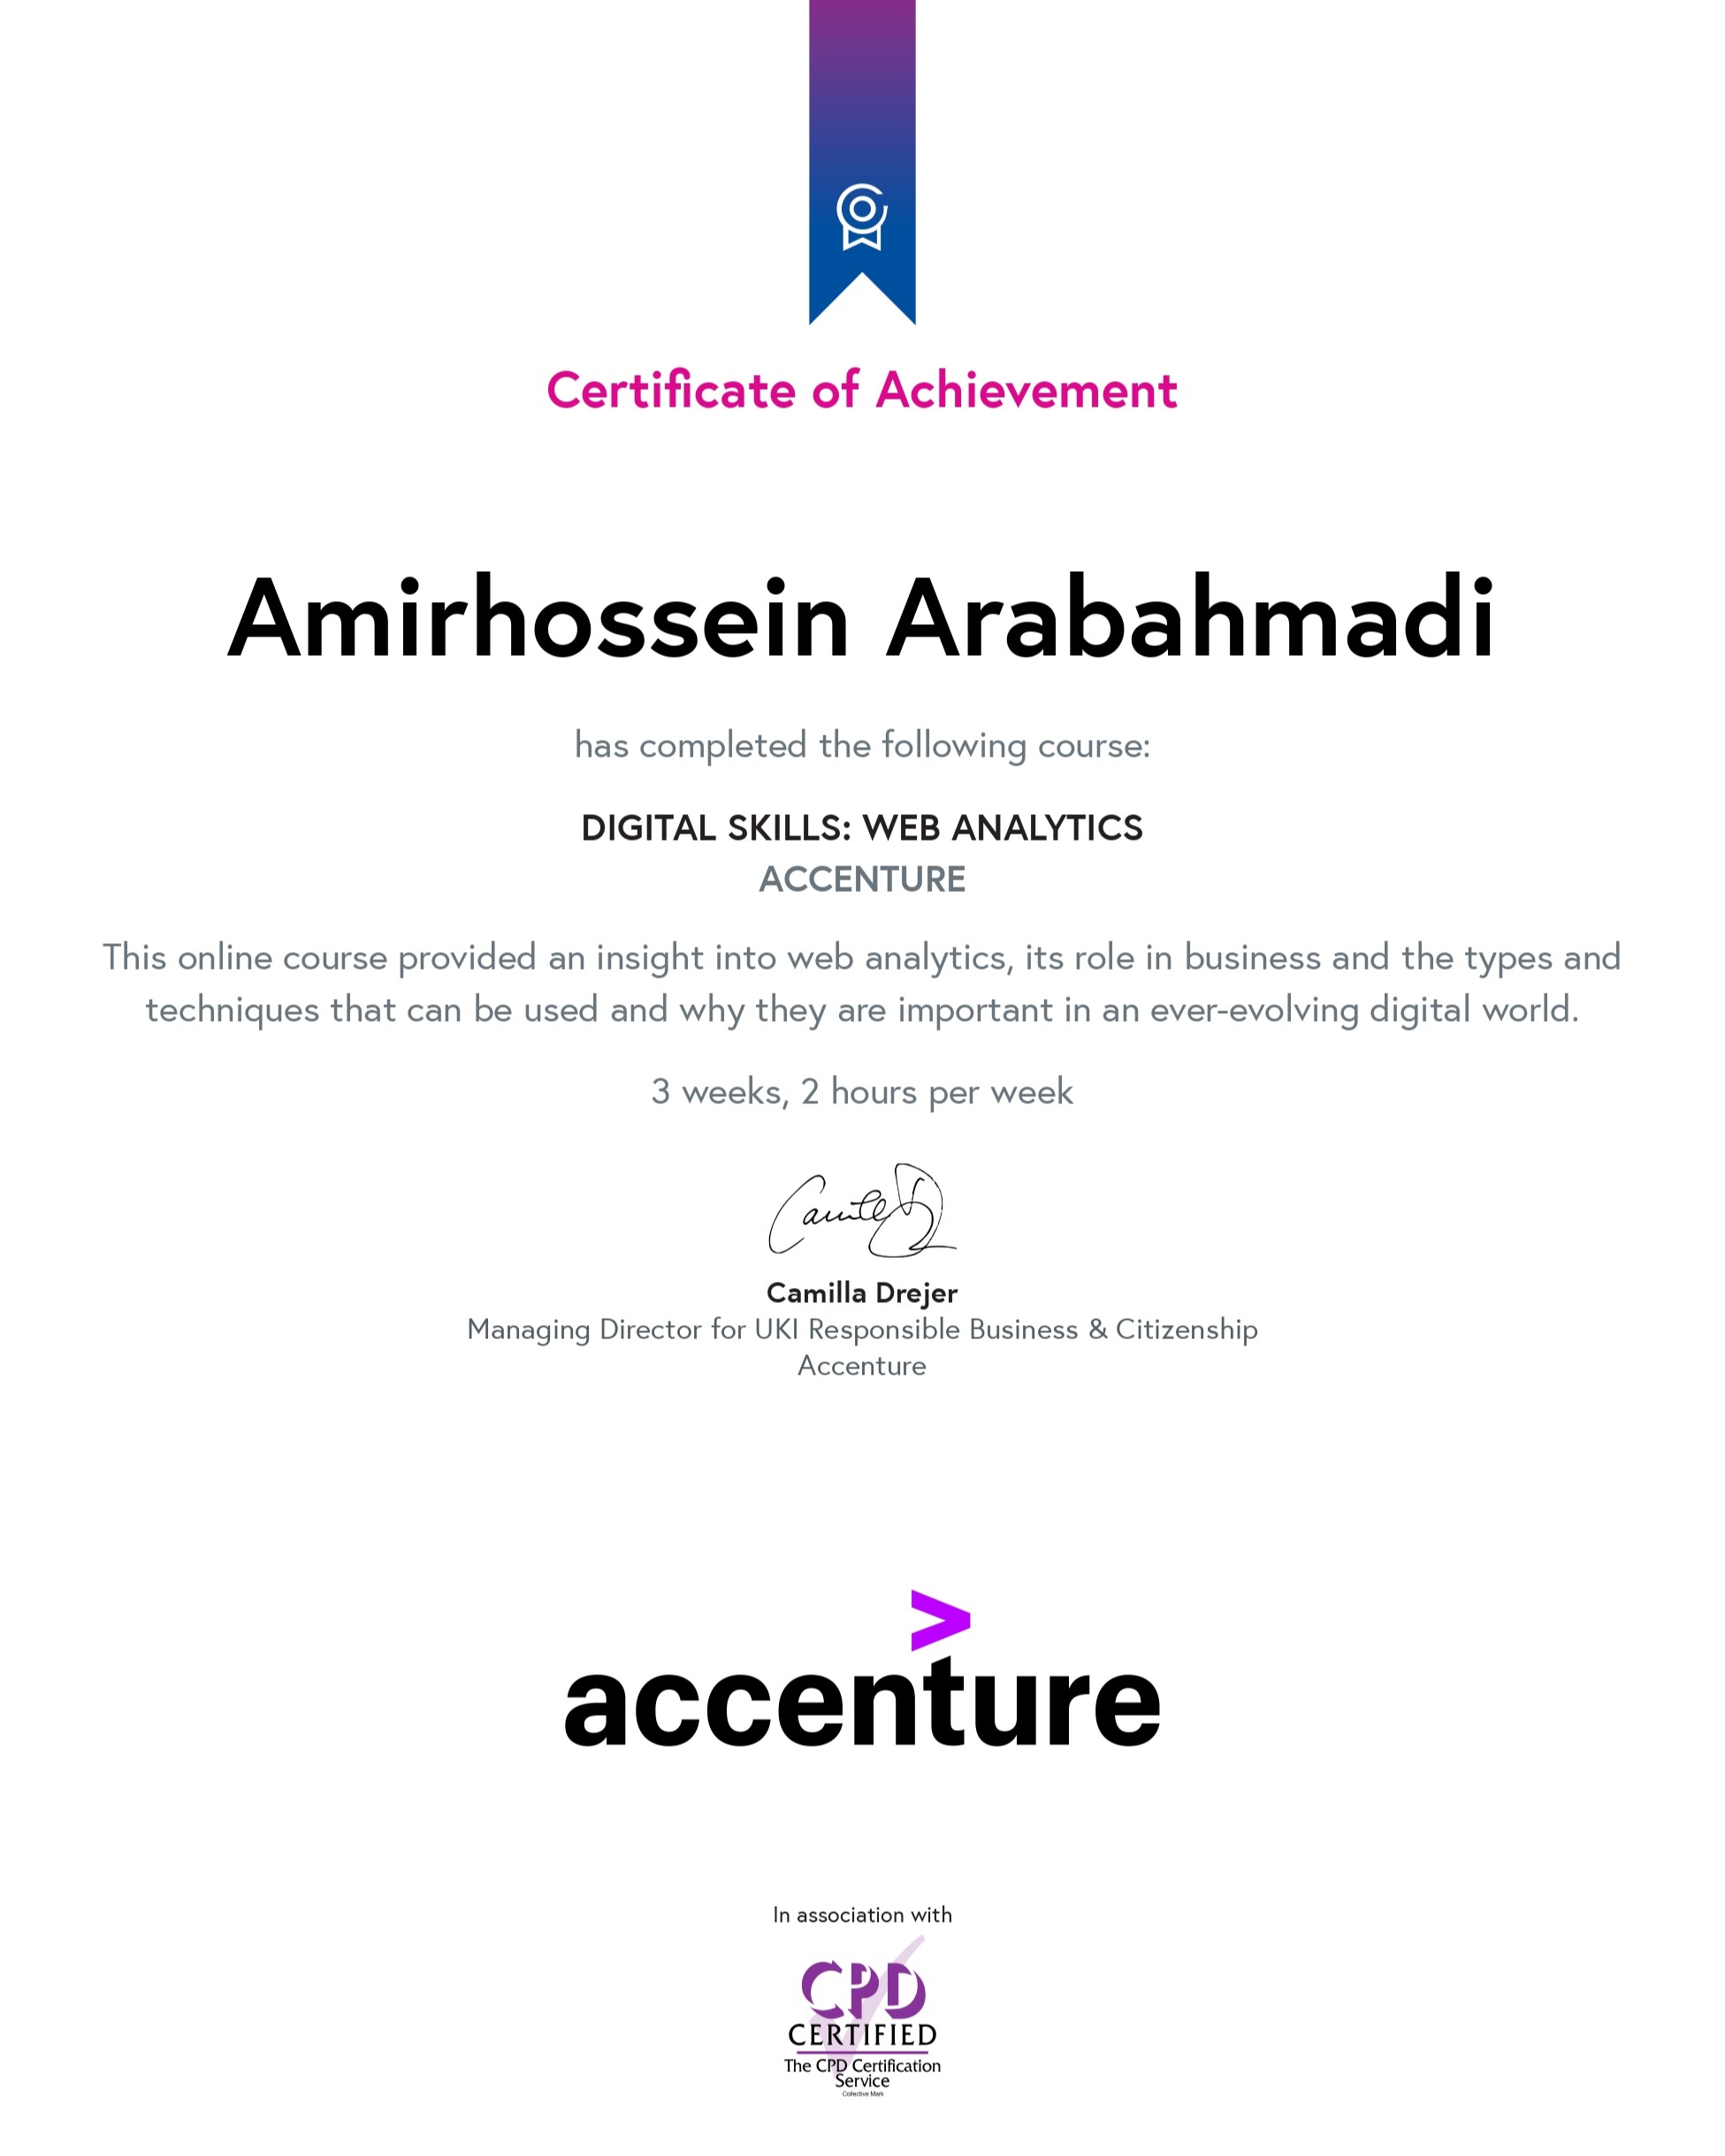 Certificate of Achievement
Amirhossein Arabahmadi
has completed the following course:
DIGITAL SKILLS: WEB ANALYTICS
ACCENTURE
This online course provided an insight into web analytics, its role in business and the types and
techniques that can be used and why they are important in an ever-evolving digital world.
3 weeks, 2 hours per week
Camilla Drejer
Managing Director for UKI Responsible Business & Citizenship
Accenture
accenture
In association with
CPD
CERTIFIED
The CPD Certification
Service
Collective Mark